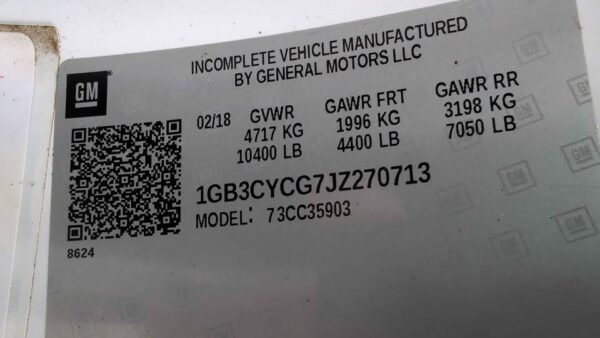 INCOMPLETE VEHICLE MANUFACTURED
BY GENERAL MOTORS LLC
GM
02/18 GVWR GAWR FRT GAWR RR
4717 KG 1996 KG 3198 KG
10400 LB 4400 LB 7050 LB
1GB3CYCG7JZ270713
MODEL: 73CC35903
8624